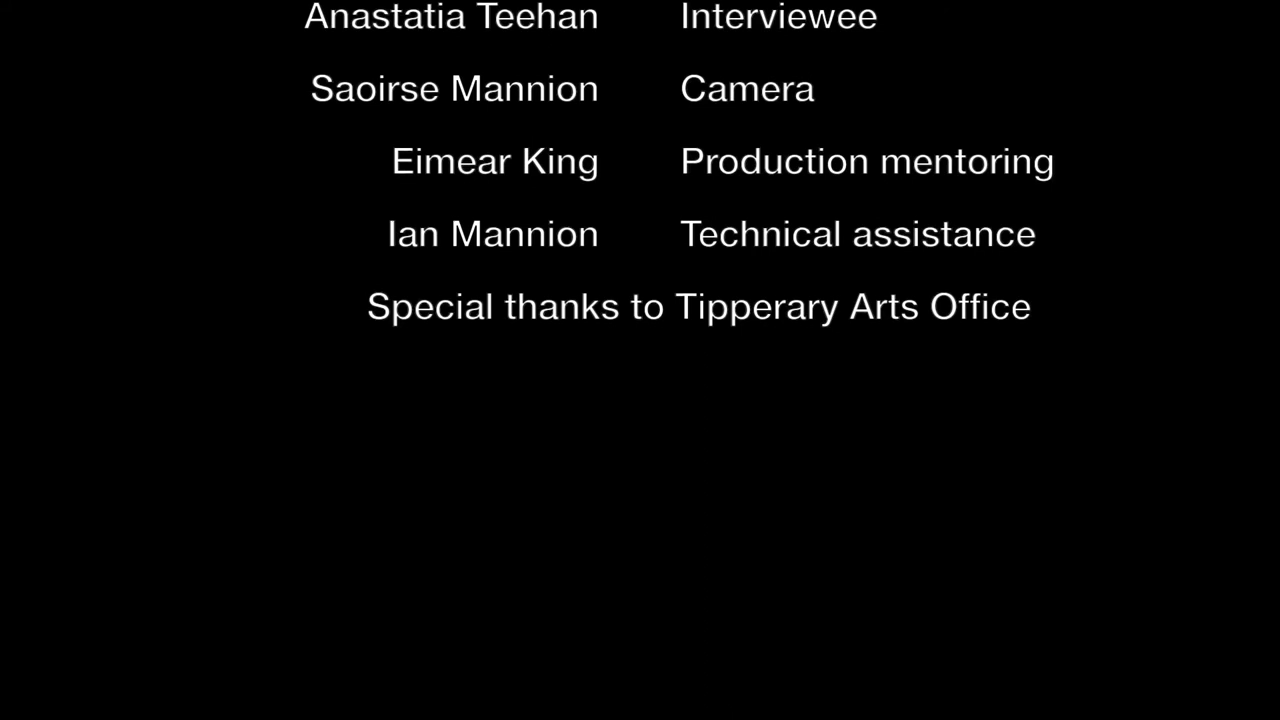 Anastatia Teehan Interviewee
Saoirse Mannion Camera
Eimear King Production mentoring
Ian Mannion Technical assistance
Special thanks to Tipperary Arts Office